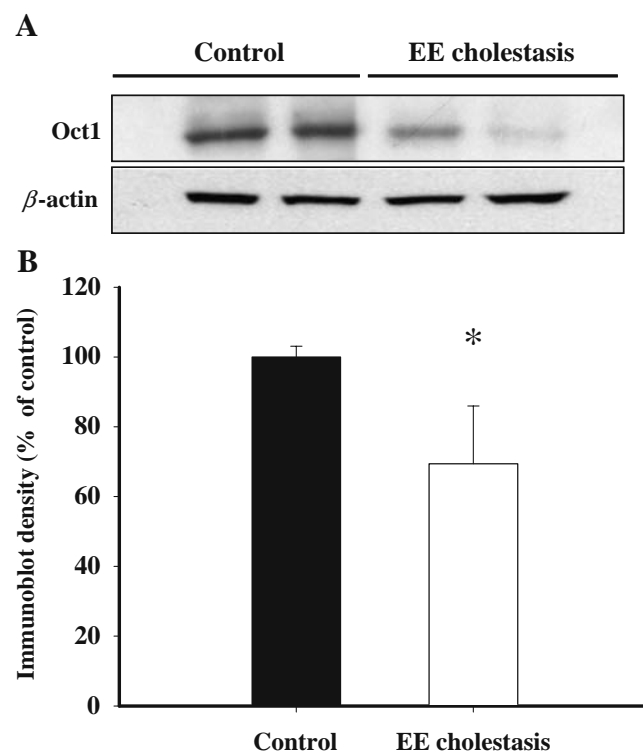 A
Control EE cholestasis
Oct1
β-actin
B
Immunoblot density (% of control)
120
100
80
60
40
20
0
*
Control EE cholestasis